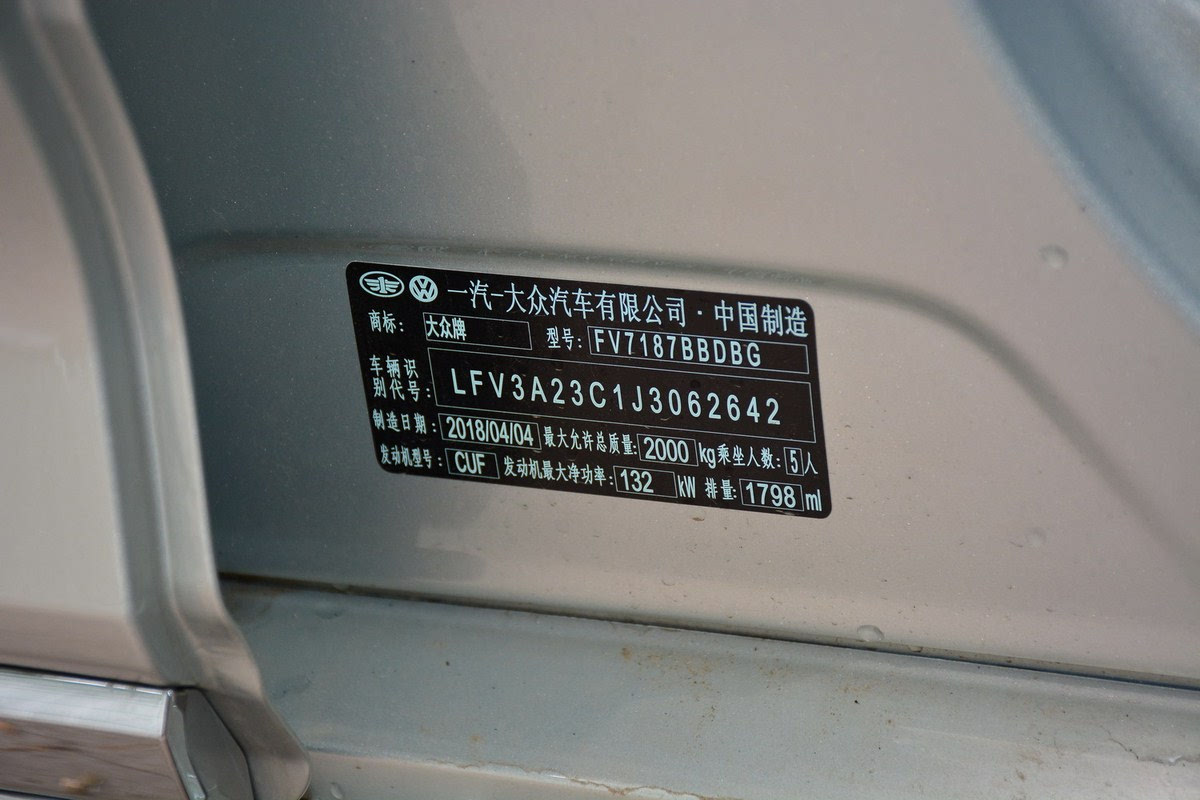 一汽-大众汽车有限公司·中国制造
商标：大众牌 型号：FV7187BBDBG
车辆识别代号：LFV3A23C1J3062642
制造日期：2018/04/04 最大允许总质量：2000 kg 乘坐人数：5人
发动机型号：CUF 发动机最大净功率：132 kW 排量：1798 ml